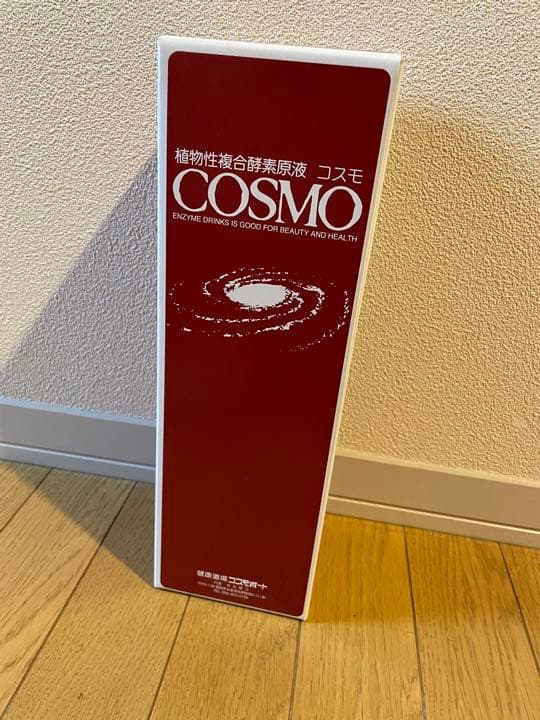 植物性複合酵素原液 コスモ
COSMO
ENZYME DRINKS IS GOOD FOR BEAUTY AND HEALTH
健康道場 コスモポート